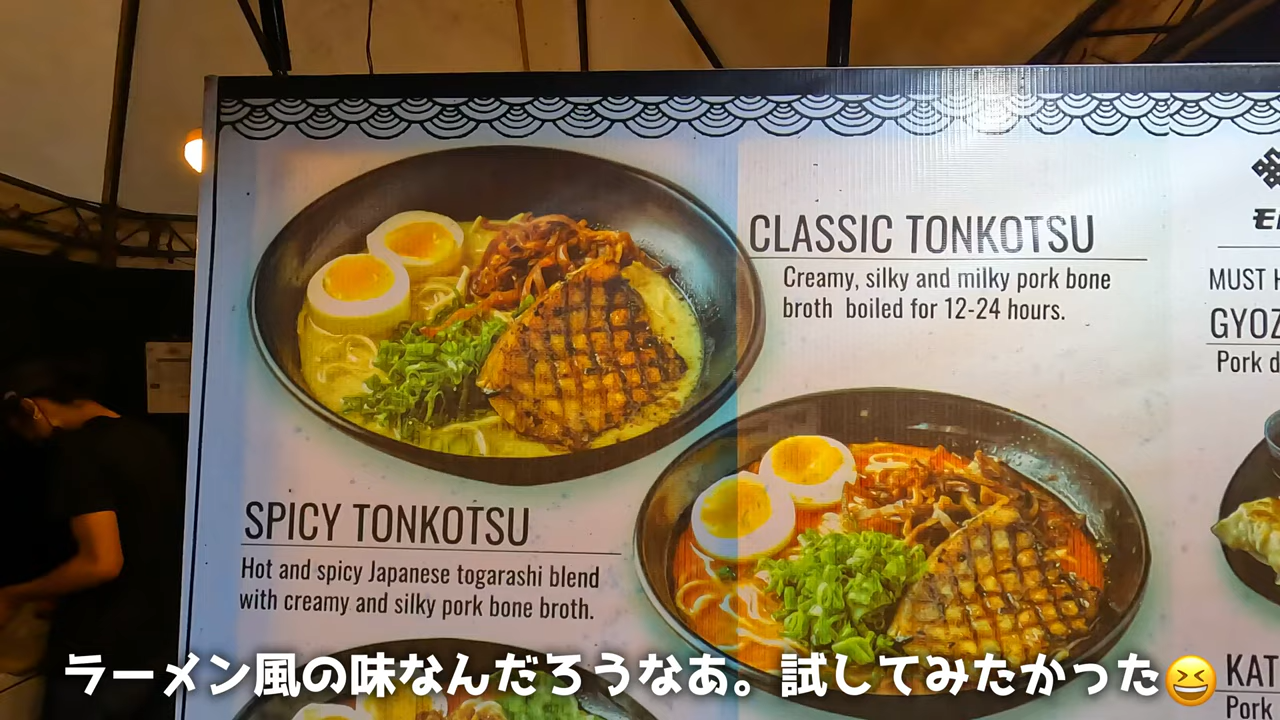 CLASSIC TONKOTSU
Creamy, silky and milky pork bone
broth boiled for 12-24 hours.
SPICY TONKOTSU
Hot and spicy Japanese togarashi blend
with creamy and silky pork bone broth.
MUST
Pork
Pork
ラーメン風の味なんだろうなあ。試してみたかった😆